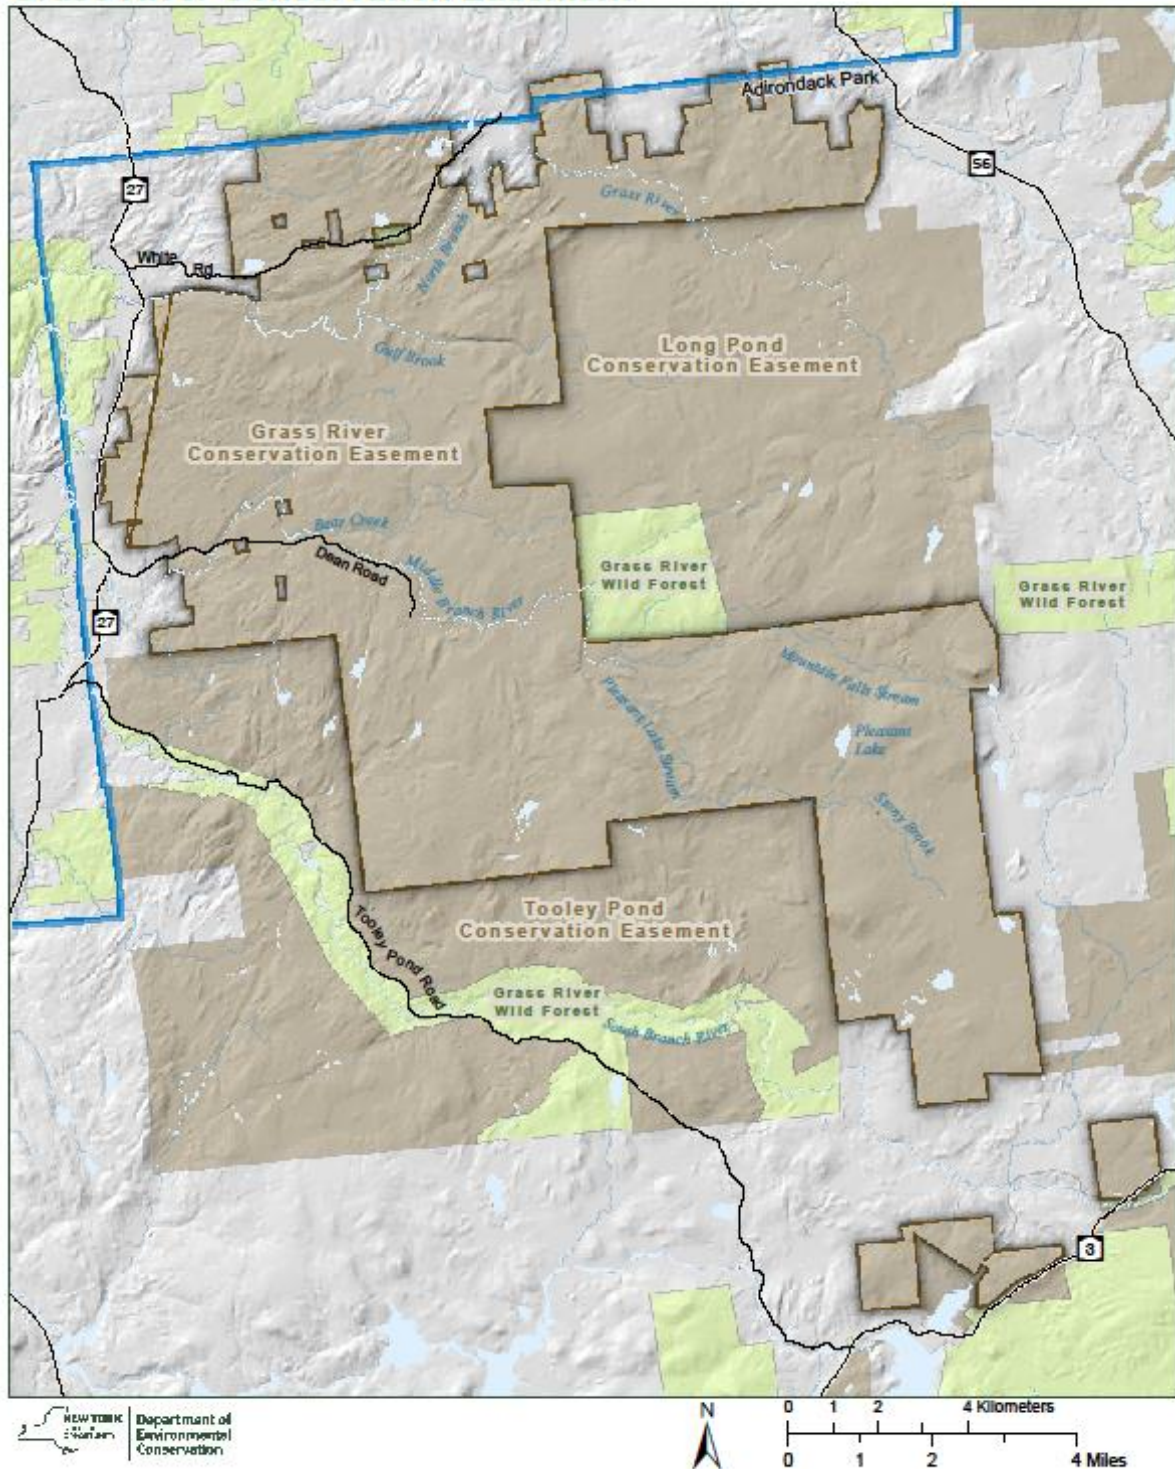 Adirondack Park
56
27
Grass River
North Branch
White Rd
Gulf Brook
Long Pond
Conservation Easement
Grass River
Conservation Easement
Bear Creek
Dean Road
Middle Branch River
Grass River
Wild Forest
Grass River
Wild Forest
27
Mountain Falls Stream
Pleasant Lake Stream
Pleasant
Lake
Stony Brook
Tooley Pond
Conservation Easement
Tooley Pond Road
Grass River
Wild Forest
South Branch River
3
NEW YORK
Department of
Environmental
Conservation
N
0 1 2 4 Kilometers
0 1 2 4 Miles